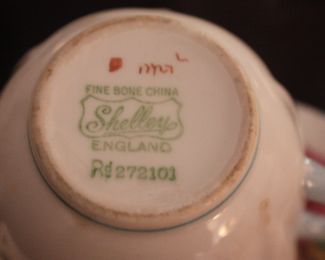 FINE BONE CHINA
Shelley
ENGLAND
Rd 272101